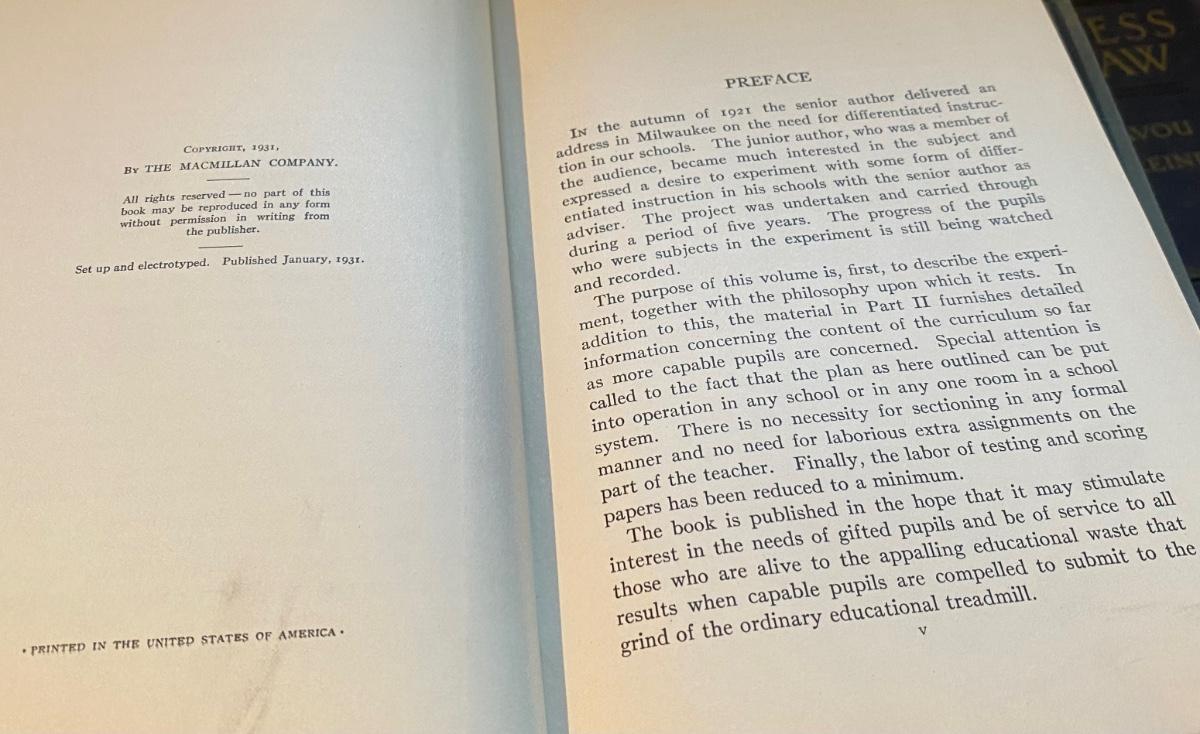 COPYRIGHT, 1931,
BY THE MACMILLAN COMPANY.
All rights reserved — no part of this
book may be reproduced in any form
without permission in writing from
the publisher.
Set up and electrotyped. Published January, 1931.
· PRINTED IN THE UNITED STATES OF AMERICA ·
PREFACE
IN the autumn of 1921 the senior author delivered an
address in Milwaukee on the need for differentiated instruc-
tion in our schools. The junior author, who was a member of
the audience, became much interested in the subject and
expressed a desire to experiment with some form of differ-
entiated instruction in his schools with the senior author as
adviser. The project was undertaken and carried through
during a period of five years. The progress of the pupils
who were subjects in the experiment is still being watched
and recorded.
The purpose of this volume is, first, to describe the experi-
ment, together with the philosophy upon which it rests. In
addition to this, the material in Part II furnishes detailed
information concerning the content of the curriculum so far
as more capable pupils are concerned. Special attention is
called to the fact that the plan as here outlined can be put
into operation in any school or in any one room in a school
system. There is no necessity for sectioning in any formal
manner and no need for laborious extra assignments on the
part of the teacher. Finally, the labor of testing and scoring
papers has been reduced to a minimum.
The book is published in the hope that it may stimulate
interest in the needs of gifted pupils and be of service to all
those who are alive to the appalling educational waste that
results when capable pupils are compelled to submit to the
grind of the ordinary educational treadmill.
v
ESS
AW
YOU